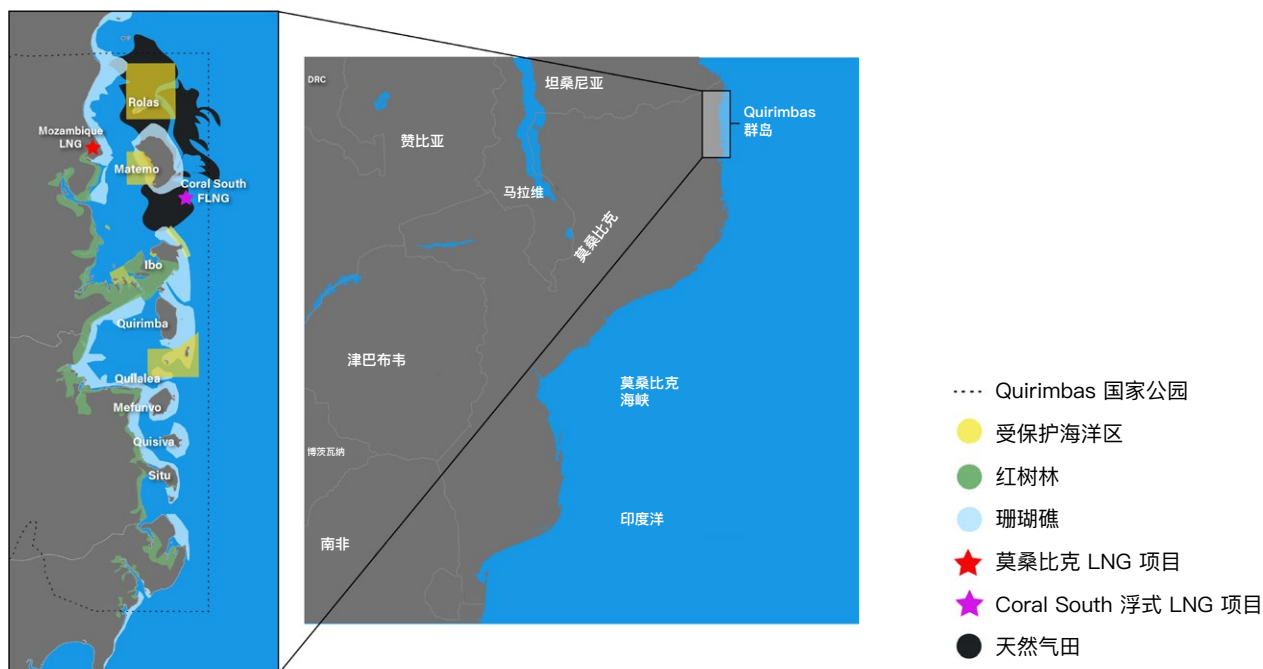 Rolas
Mozambique
LNG
Matemo
Coral South
FLNG
Ibo
Quirimba
Quilalea
Mefunvo
Quisiva
Situ
DRC
坦桑尼亚
Quirimbas
群岛
赞比亚
马拉维
莫桑比克
津巴布韦
莫桑比克
海峡
博茨瓦纳
印度洋
南非
Quirimbas 国家公园
受保护海洋区
红树林
珊瑚礁
莫桑比克 LNG 项目
Coral South 浮式 LNG 项目
天然气田